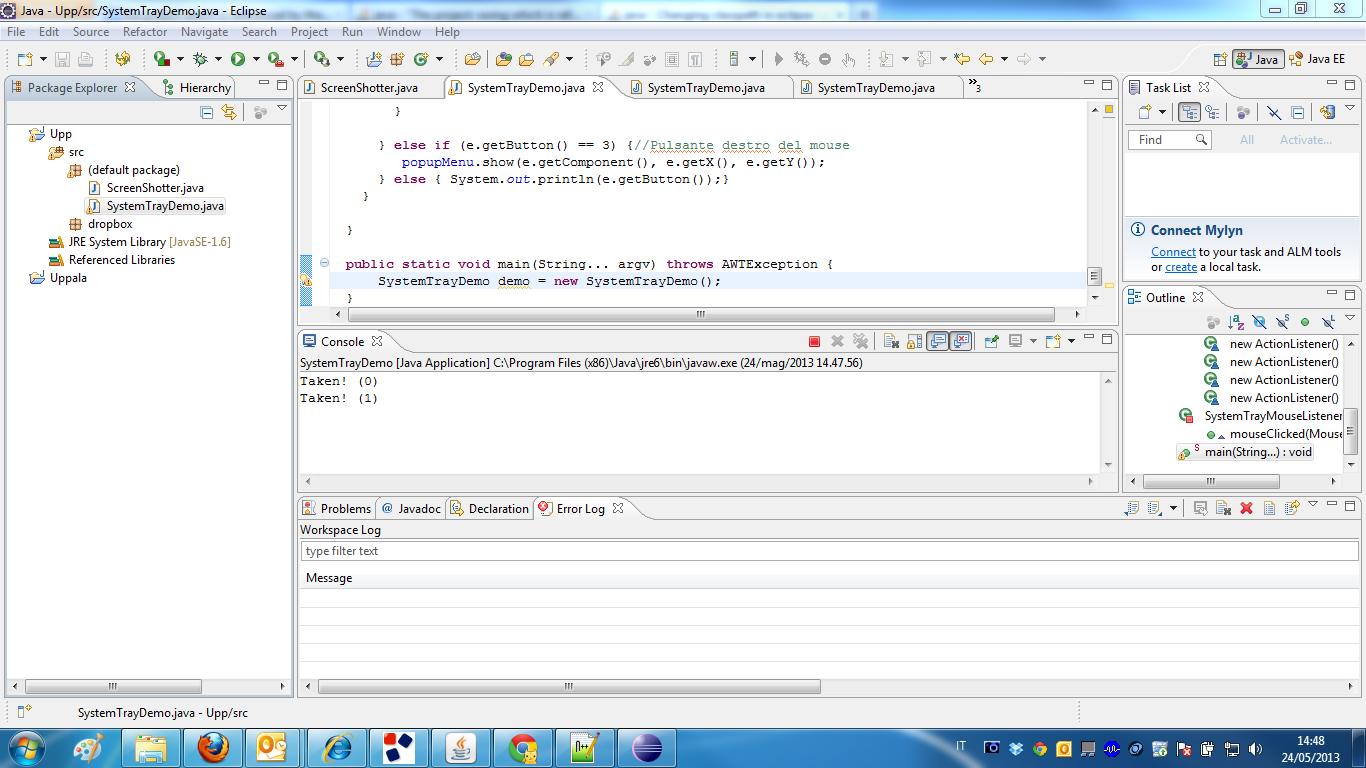 Java - Upp/src/SystemTrayDemo.java - Eclipse
File Edit Source Refactor Navigate Search Project Run Window Help
Java Java EE
Package Explorer Hierarchy
Upp
src
(default package)
ScreenShotter.java
SystemTrayDemo.java
dropbox
JRE System Library [JavaSE-1.6]
Referenced Libraries
Uppala
ScreenShotter.java SystemTrayDemo.java SystemTrayDemo.java SystemTrayDemo.java »3
}
} else if (e.getButton() == 3) {//Pulsante destro del mouse
popupMenu.show(e.getComponent(), e.getX(), e.getY());
} else { System.out.println(e.getButton());}
}
}
public static void main(String... argv) throws AWTException {
SystemTrayDemo demo = new SystemTrayDemo();
}
Console
SystemTrayDemo [Java Application] C:\Program Files (x86)\Java\jre6\bin\javaw.exe (24/mag/2013 14.47.56)
Taken! (0)
Taken! (1)
Problems @ Javadoc Declaration Error Log
Workspace Log
type filter text
Message
Task List
Find All Activate...
Connect Mylyn
Connect to your task and ALM tools
or create a local task.
Outline
new ActionListener()
new ActionListener()
new ActionListener()
new ActionListener()
SystemTrayMouseListener
mouseClicked(Mouse
main(String...) : void
SystemTrayDemo.java - Upp/src
IT
14:48
24/05/2013